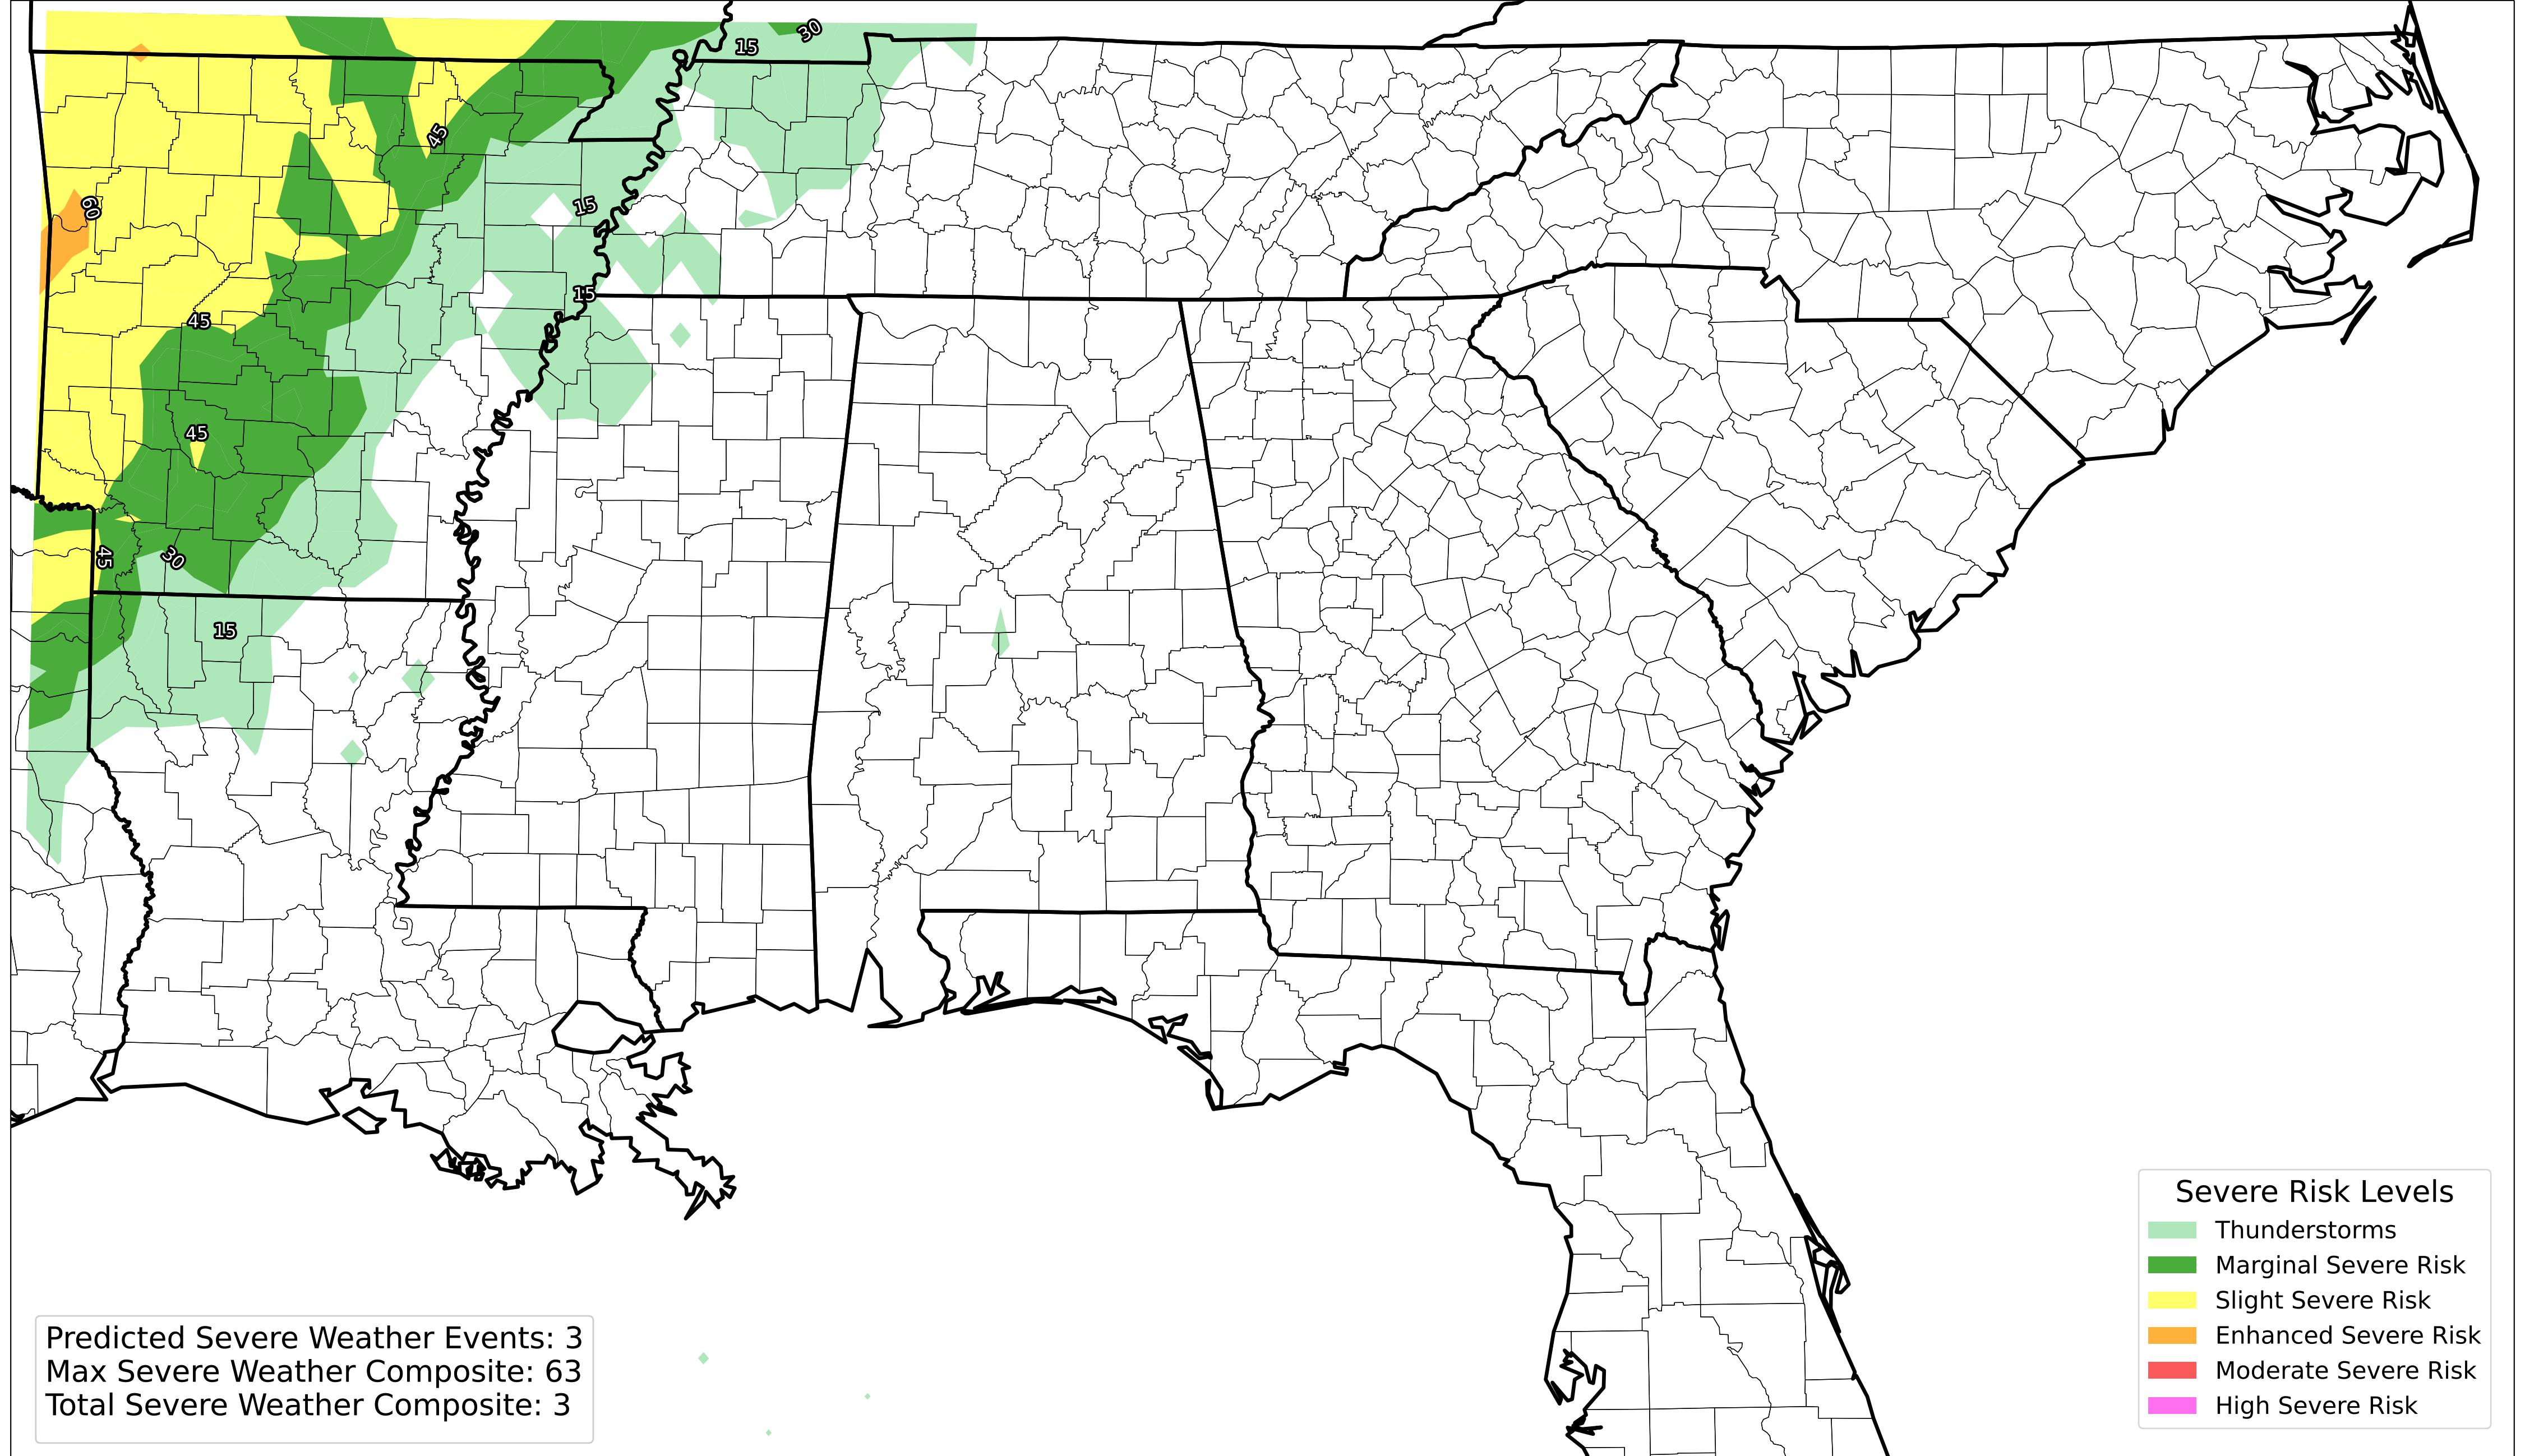 15
30
45
60
15
15
45
45
45
30
15
Severe Risk Levels
Thunderstorms
Marginal Severe Risk
Slight Severe Risk
Enhanced Severe Risk
Moderate Severe Risk
High Severe Risk
Predicted Severe Weather Events: 3
Max Severe Weather Composite: 63
Total Severe Weather Composite: 3